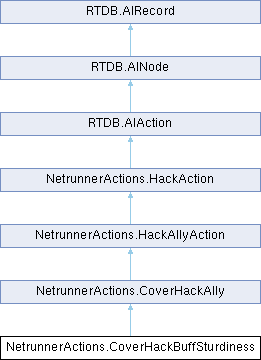 RTDB.AIRecord
RTDB.AINode
RTDB.AIAction
NetrunnerActions.HackAction
NetrunnerActions.HackAllyAction
NetrunnerActions.CoverHackAlly
NetrunnerActions.CoverHackBuffSturdiness